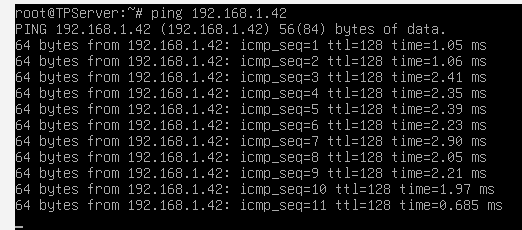 root@TPServer:~# ping 192.168.1.42
PING 192.168.1.42 (192.168.1.42) 56(84) bytes of data.
64 bytes from 192.168.1.42: icmp_seq=1 ttl=128 time=1.05 ms
64 bytes from 192.168.1.42: icmp_seq=2 ttl=128 time=1.06 ms
64 bytes from 192.168.1.42: icmp_seq=3 ttl=128 time=2.41 ms
64 bytes from 192.168.1.42: icmp_seq=4 ttl=128 time=2.35 ms
64 bytes from 192.168.1.42: icmp_seq=5 ttl=128 time=2.39 ms
64 bytes from 192.168.1.42: icmp_seq=6 ttl=128 time=2.23 ms
64 bytes from 192.168.1.42: icmp_seq=7 ttl=128 time=2.90 ms
64 bytes from 192.168.1.42: icmp_seq=8 ttl=128 time=2.05 ms
64 bytes from 192.168.1.42: icmp_seq=9 ttl=128 time=2.21 ms
64 bytes from 192.168.1.42: icmp_seq=10 ttl=128 time=1.97 ms
64 bytes from 192.168.1.42: icmp_seq=11 ttl=128 time=0.685 ms